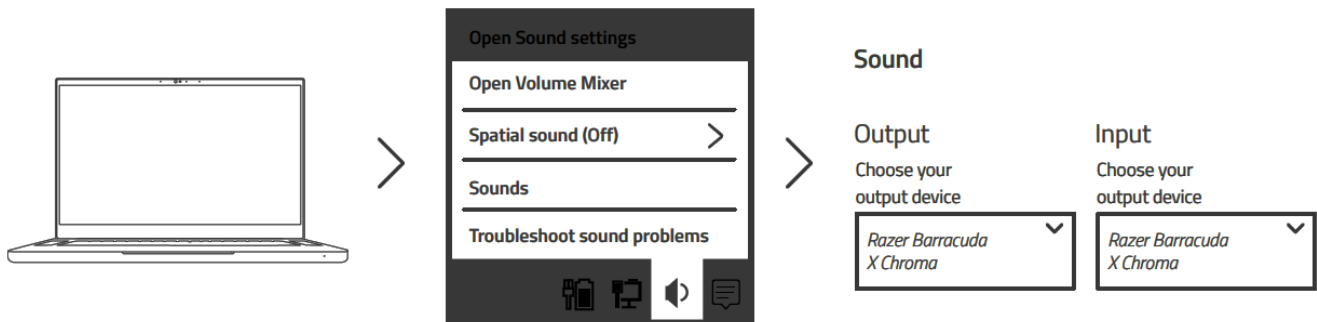 Open Sound settings
Open Volume Mixer
Spatial sound (Off)
Sounds
Troubleshoot sound problems
Sound
Output
Choose your
output device
Razer Barracuda
X Chroma
Input
Choose your
output device
Razer Barracuda
X Chroma